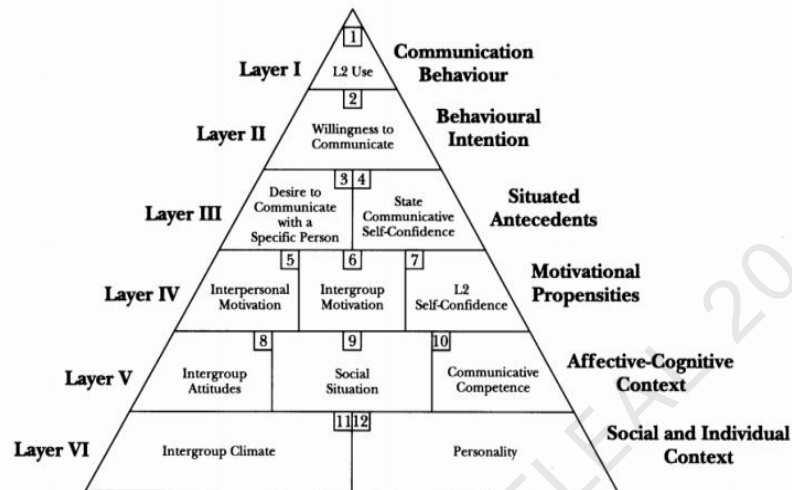 1
Layer I
L2 Use
Communication
Behaviour
2
Layer II
Willingness to
Communicate
Behavioural
Intention
3 4
Layer III
Desire to
Communicate
with a
Specific Person
State
Communicative
Self-Confidence
Situated
Antecedents
5 6 7
Layer IV
Interpersonal
Motivation
Intergroup
Motivation
L2
Self-Confidence
Motivational
Propensities
8 9 10
Layer V
Intergroup
Attitudes
Social
Situation
Communicative
Competence
Affective-Cognitive
Context
11 12
Layer VI
Intergroup Climate
Personality
Social and Individual
Context